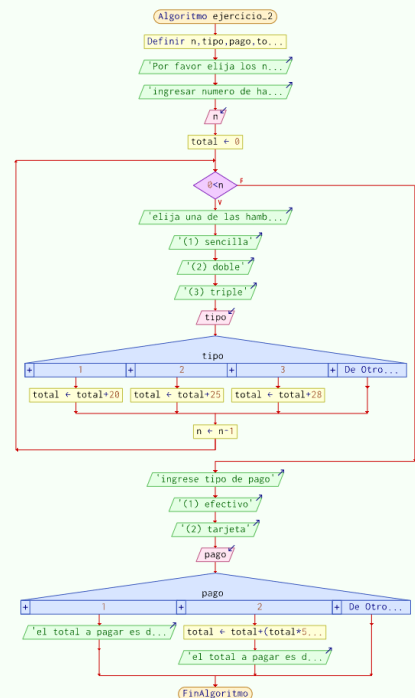 Algoritmo ejercicio_2
Definir n,tipo,pago,to...
'Por favor elija los n...
'ingresar numero de ha...
n
total ← 0
0<n
F
V
'elija una de las hamb...
'(1) sencilla'
'(2) doble'
'(3) triple'
tipo
tipo
+ 1 + 2 + 3 + De Otro...
total ← total+20 total ← total+25 total ← total+28
n ← n-1
'ingrese tipo de pago'
'(1) efectivo'
'(2) tarjeta'
pago
pago
+ 1 + 2 + De Otro...
'el total a pagar es d... total ← total+(total*5...
'el total a pagar es d...
FinAlgoritmo